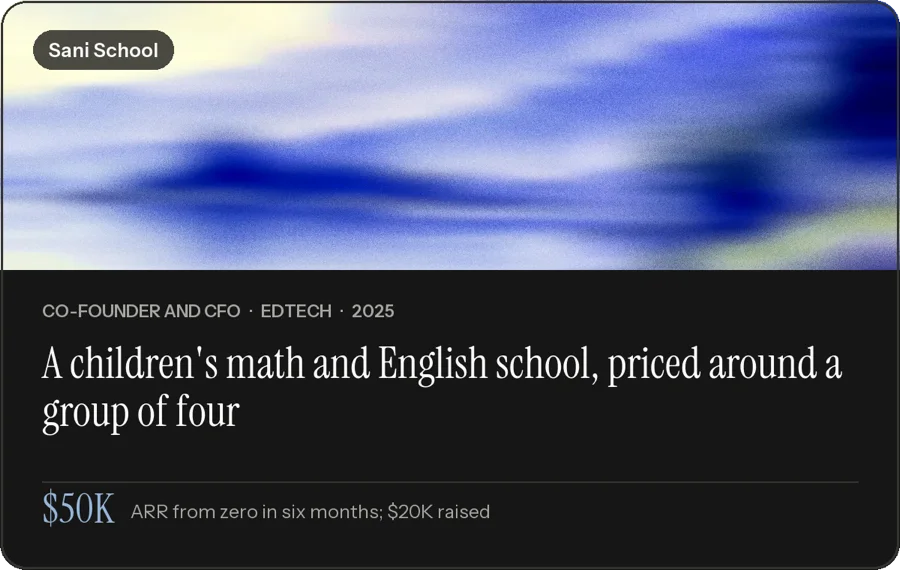 Sani School
CO-FOUNDER AND CFO · EDTECH · 2025
A children's math and English school, priced around a
group of four
$50K ARR from zero in six months; $20K raised